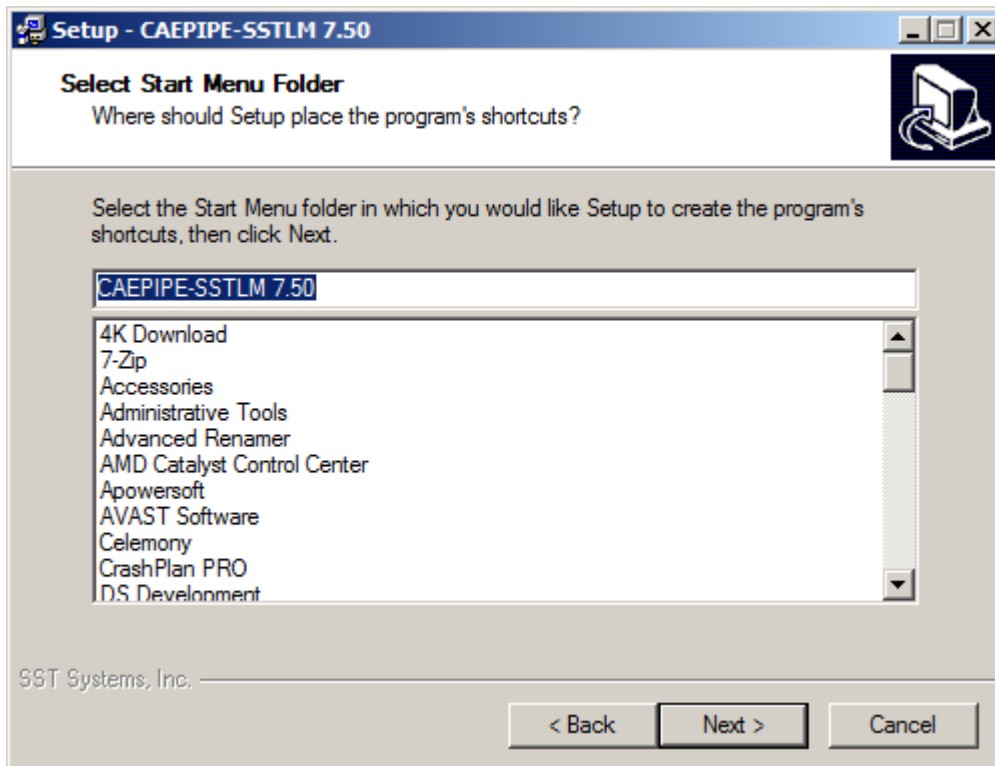 Setup - CAEPIPE-SSTLM 7.50
Select Start Menu Folder
Where should Setup place the program's shortcuts?
Select the Start Menu folder in which you would like Setup to create the program's
shortcuts, then click Next.
CAEPIPE-SSTLM 7.50
4K Download
7-Zip
Accessories
Administrative Tools
Advanced Renamer
AMD Catalyst Control Center
Apowersoft
AVAST Software
Celemony
CrashPlan PRO
DS Development
SST Systems, Inc.
< Back Next > Cancel